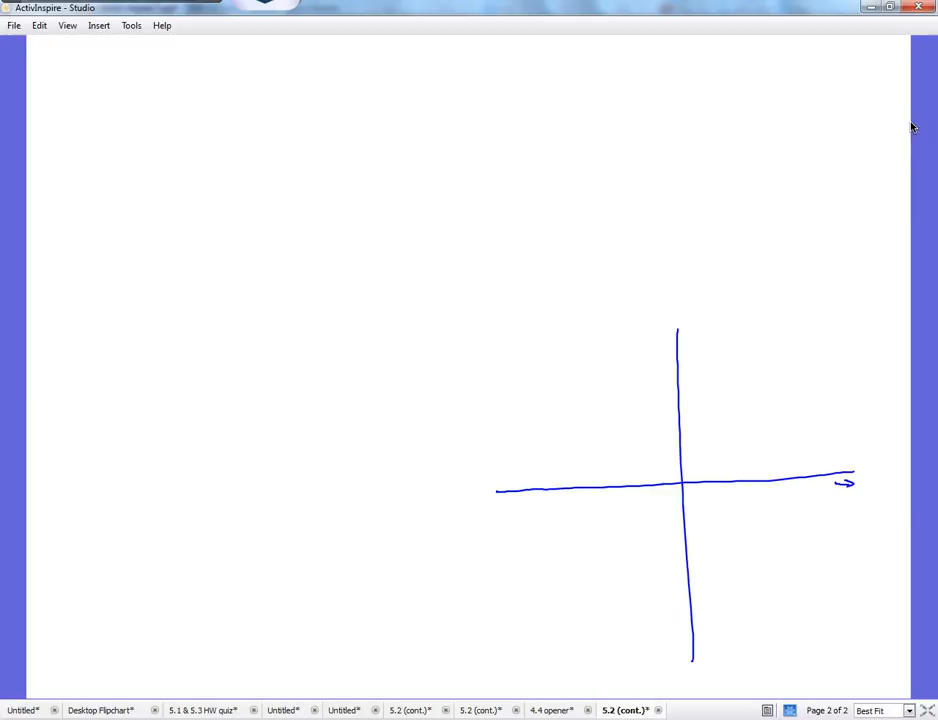 ActivInspire - Studio
File Edit View Insert Tools Help
Untitled* Desktop Flipchart* 5.1 & 5.3 HW quiz* Untitled* Untitled* 5.2 (cont.)* 5.2 (cont.)* 4.4 opener* 5.2 (cont.)* Page 2 of 2 Best Fit